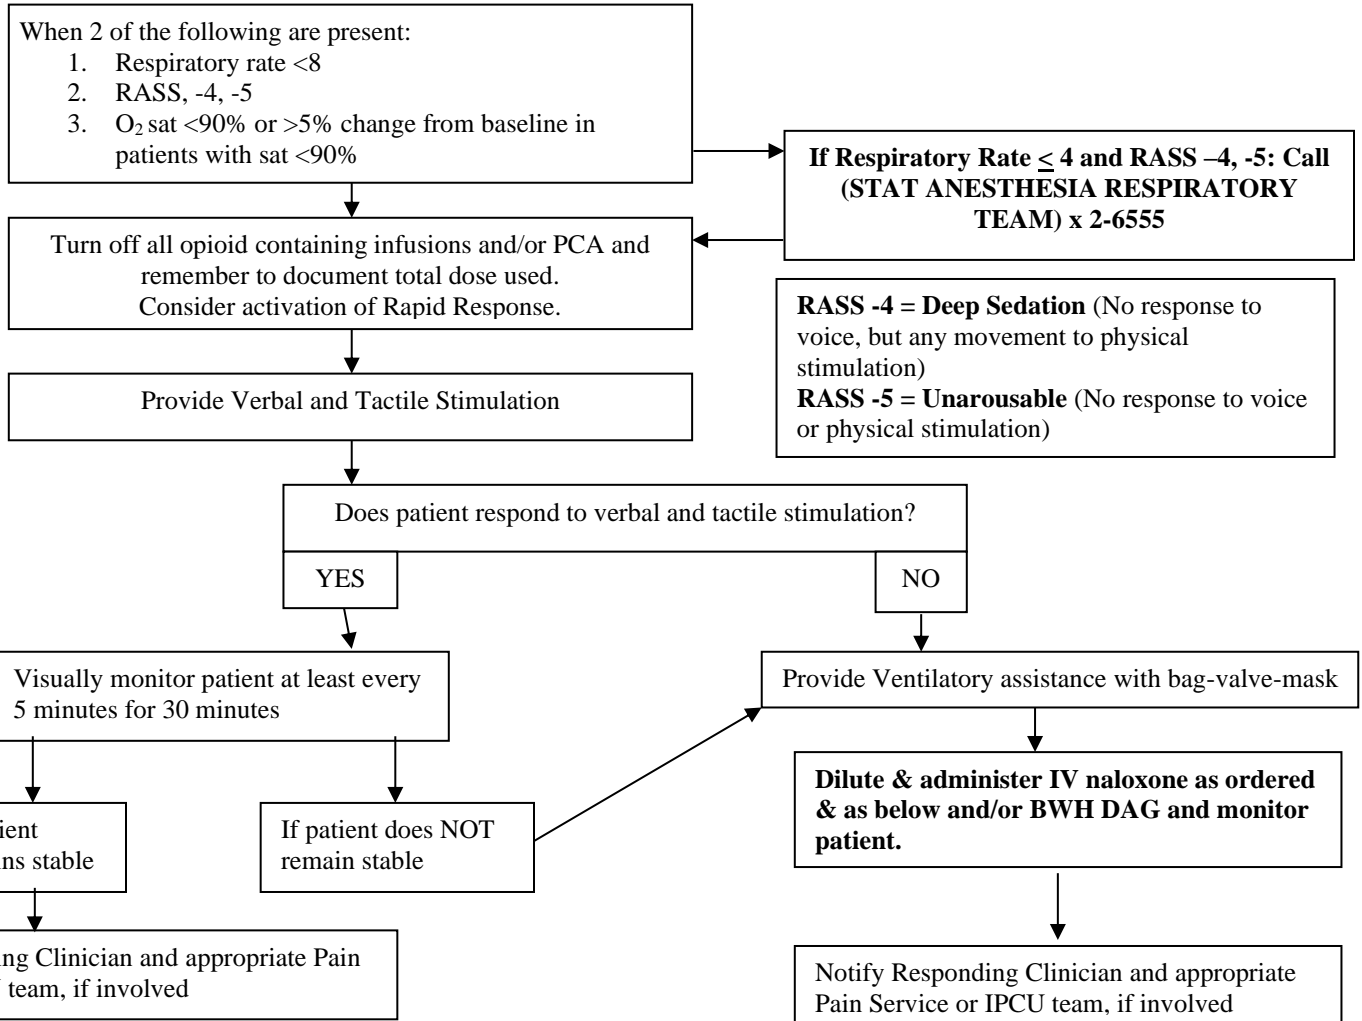 When 2 of the following are present:
1. Respiratory rate <8
2. RASS, -4, -5
3. O₂ sat <90% or >5% change from baseline in
patients with sat <90%
If Respiratory Rate ≤ 4 and RASS –4, -5: Call
(STAT ANESTHESIA RESPIRATORY
TEAM) x 2-6555
Turn off all opioid containing infusions and/or PCA and
remember to document total dose used.
Consider activation of Rapid Response.
RASS -4 = Deep Sedation (No response to
voice, but any movement to physical
stimulation)
RASS -5 = Unarousable (No response to voice
or physical stimulation)
Provide Verbal and Tactile Stimulation
Does patient respond to verbal and tactile stimulation?
YES
NO
Visually monitor patient at least every
5 minutes for 30 minutes
Provide Ventilatory assistance with bag-valve-mask
Dilute & administer IV naloxone as ordered
& as below and/or BWH DAG and monitor
patient.
ient
ns stable
If patient does NOT
remain stable
ng Clinician and appropriate Pain
team, if involved
Notify Responding Clinician and appropriate
Pain Service or IPCU team, if involved